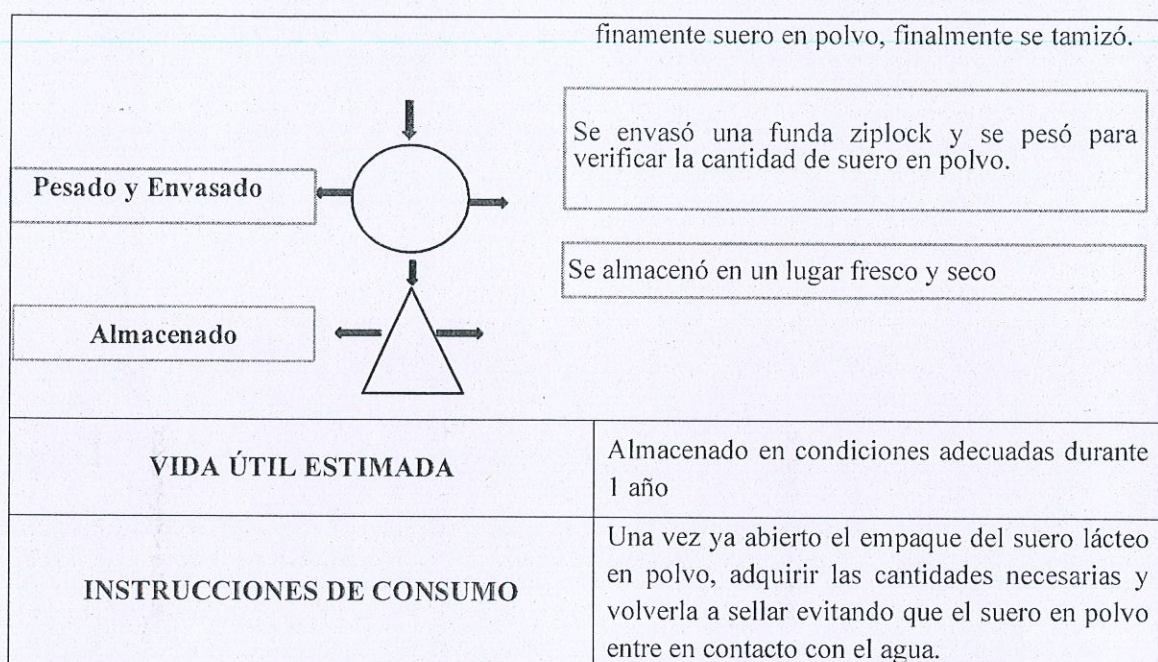 finamente suero en polvo, finalmente se tamizó.
Se envasó una funda ziplock y se pesó para
verificar la cantidad de suero en polvo.
Pesado y Envasado
Se almacenó en un lugar fresco y seco
Almacenado
VIDA ÚTIL ESTIMADA
Almacenado en condiciones adecuadas durante
1 año
INSTRUCCIONES DE CONSUMO
Una vez ya abierto el empaque del suero lácteo
en polvo, adquirir las cantidades necesarias y
volverla a sellar evitando que el suero en polvo
entre en contacto con el agua.